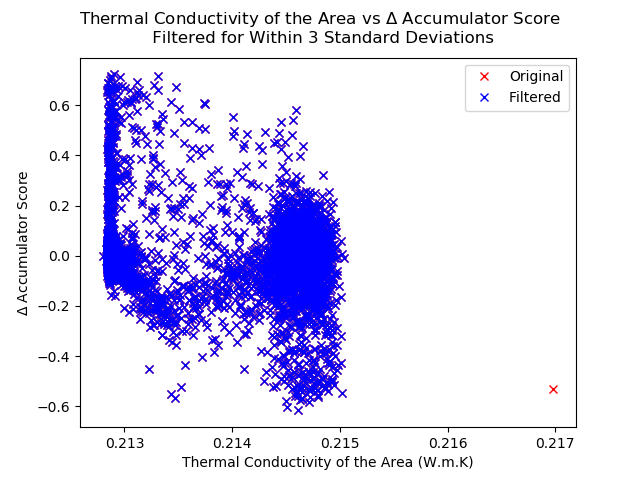 Thermal Conductivity of the Area vs Δ Accumulator Score
Filtered for Within 3 Standard Deviations
Original
Filtered
0.6
0.4
0.2
0.0
−0.2
−0.4
−0.6
Δ Accumulator Score
0.213 0.214 0.215 0.216 0.217
Thermal Conductivity of the Area (W.m.K)